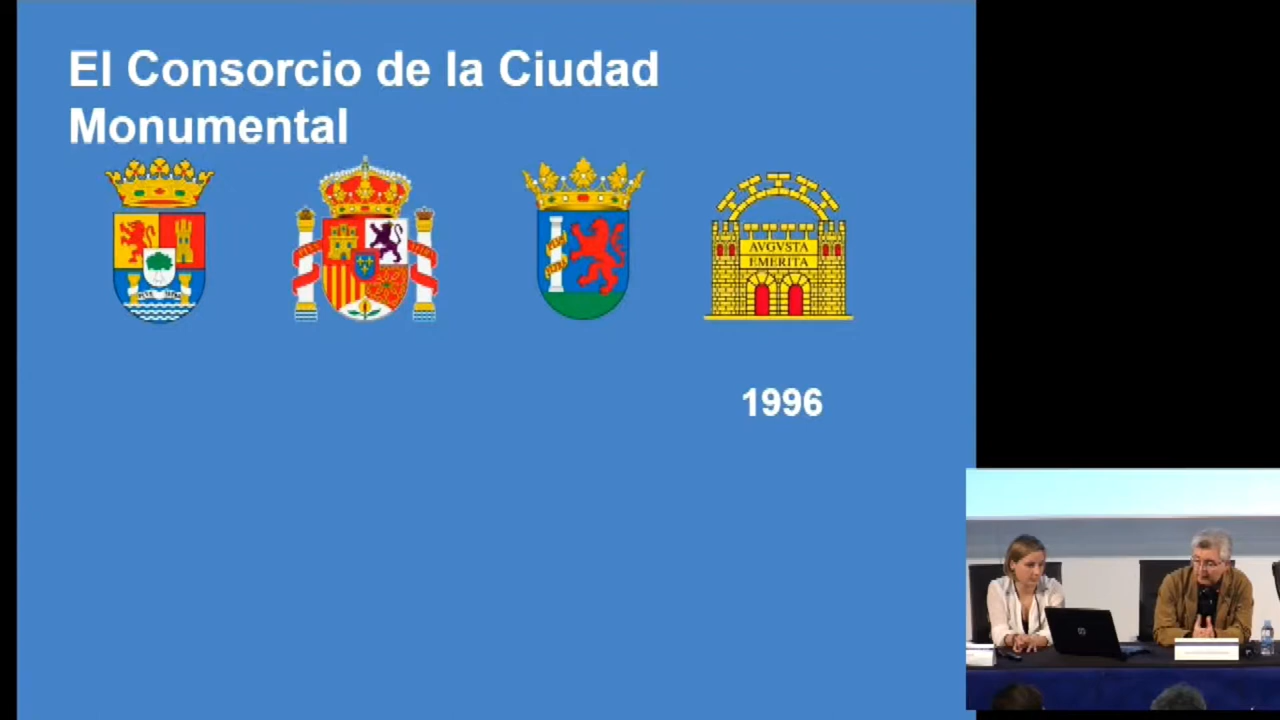 El Consorcio de la Ciudad
Monumental
AVGVSTA
EMERITA
1996